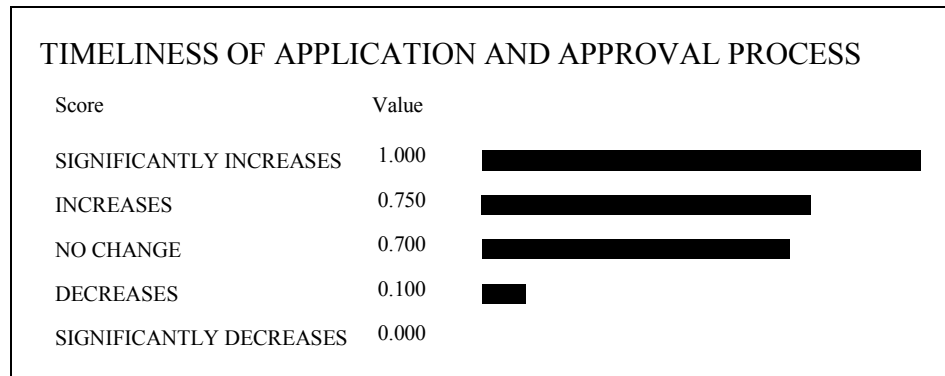 TIMELINESS OF APPLICATION AND APPROVAL PROCESS
Score Value
SIGNIFICANTLY INCREASES 1.000
INCREASES 0.750
NO CHANGE 0.700
DECREASES 0.100
SIGNIFICANTLY DECREASES 0.000